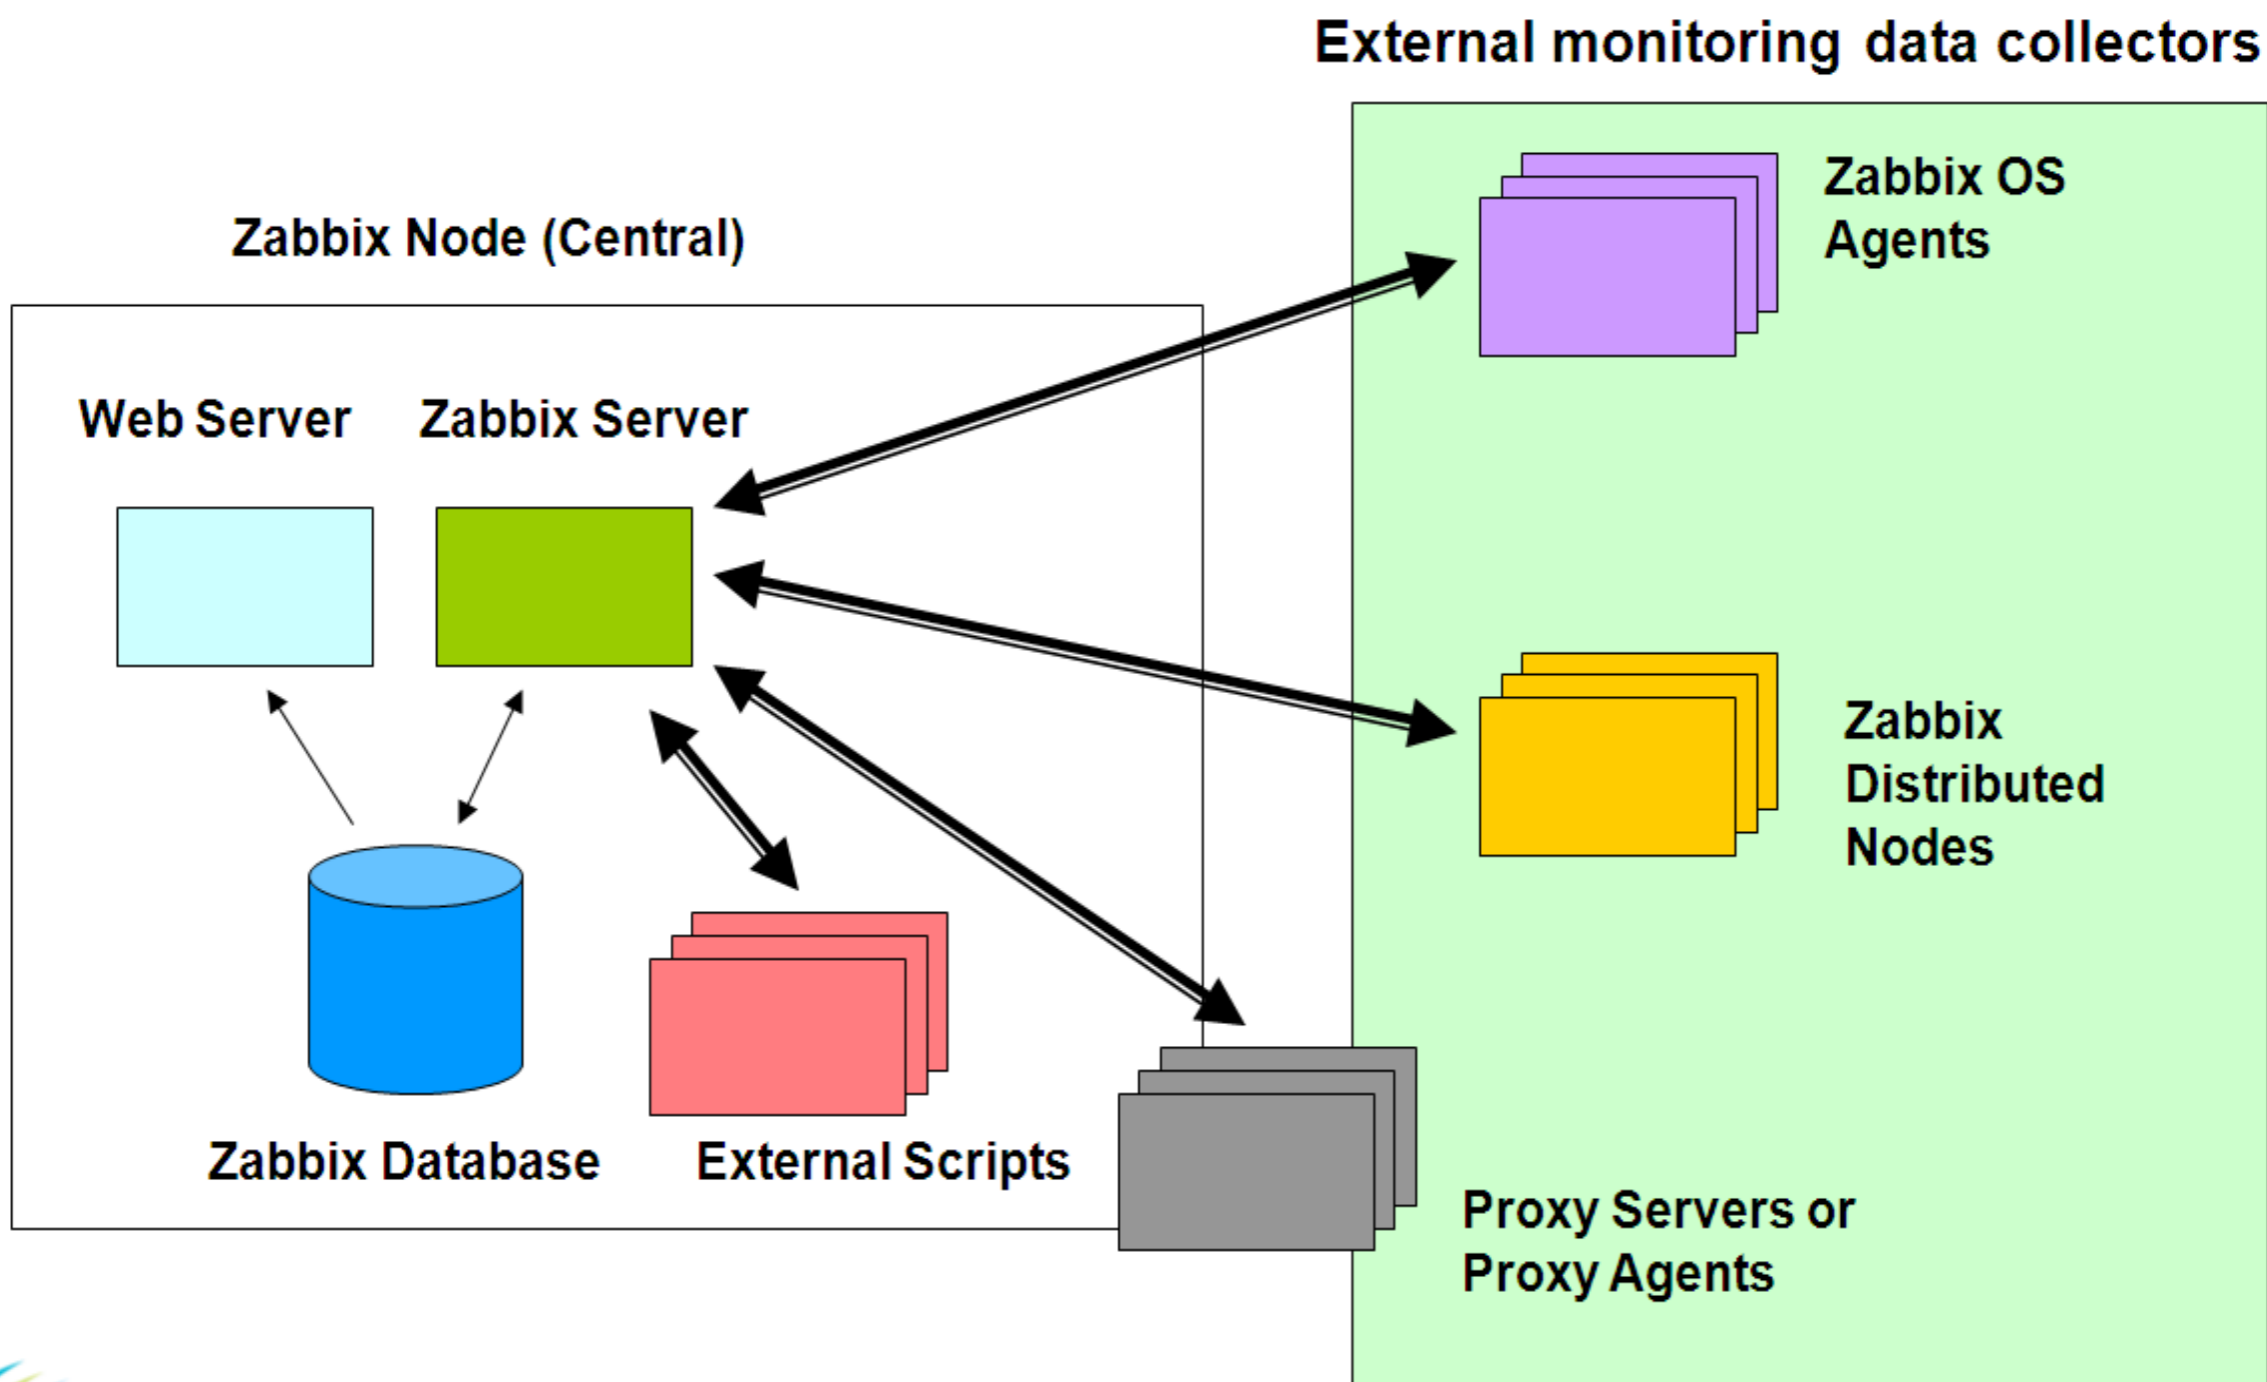 External monitoring data collectors
Zabbix OS
Agents
Zabbix Node (Central)
Web Server
Zabbix Server
Zabbix
Distributed
Nodes
Zabbix Database
External Scripts
Proxy Servers or
Proxy Agents